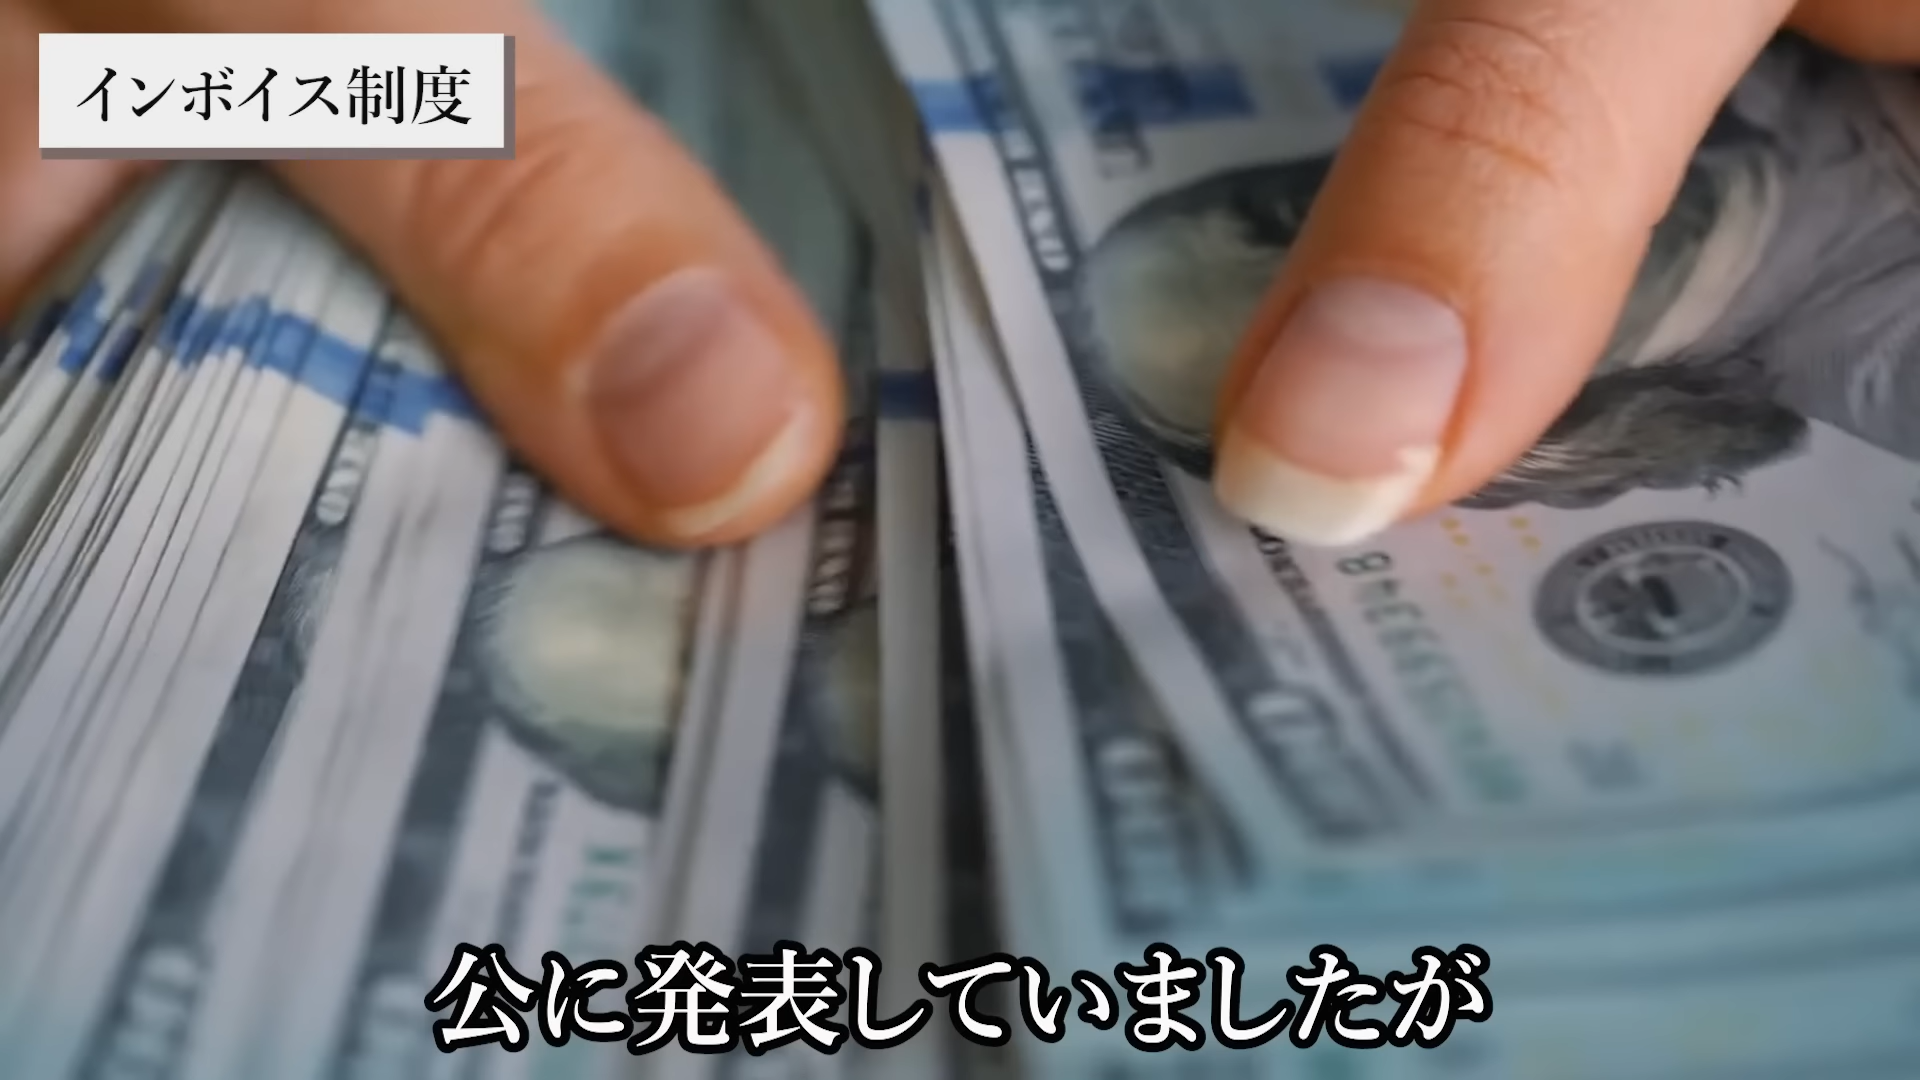 インボイス制度
公に発表していましたが